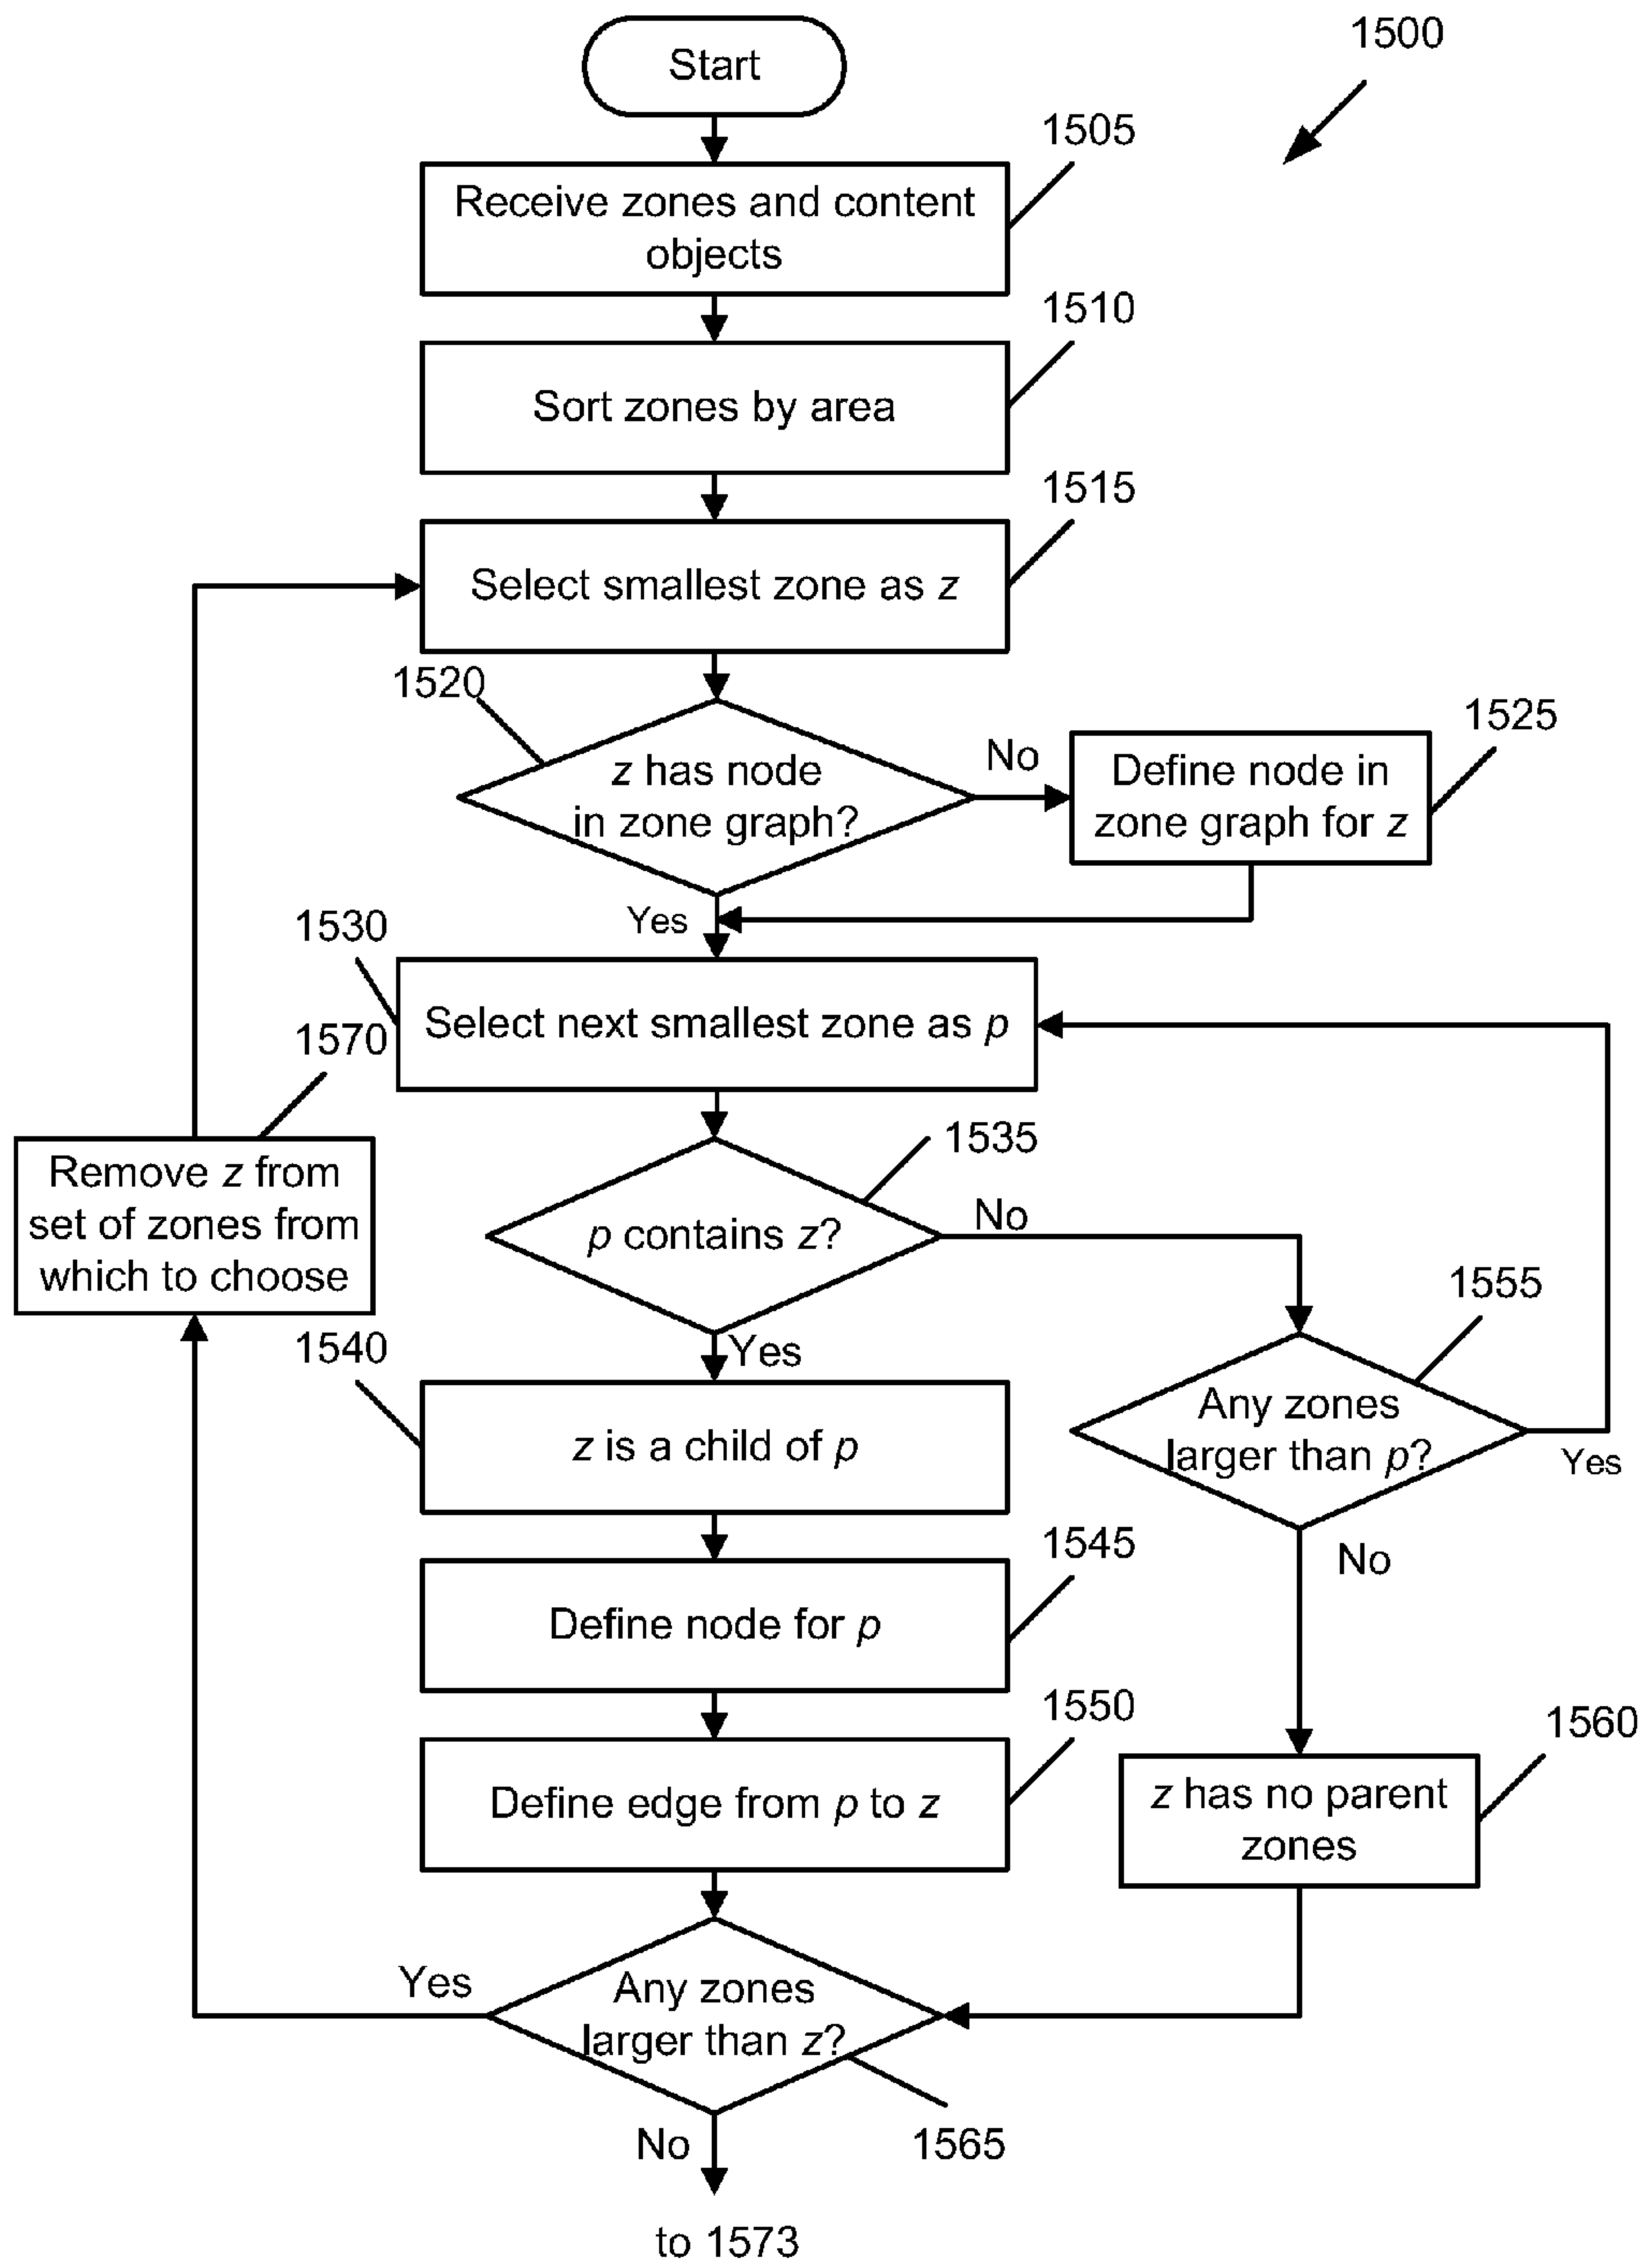 Start
1500
1505
Receive zones and content
objects
1510
Sort zones by area
1515
Select smallest zone as z
1520
z has node
in zone graph?
No
1525
Define node in
zone graph for z
Yes
1530
Select next smallest zone as p
1570
Remove z from
set of zones from
which to choose
1535
p contains z?
No
Yes
1555
Any zones
larger than p?
Yes
No
1540
z is a child of p
1545
Define node for p
1550
Define edge from p to z
1560
z has no parent
zones
Yes
Any zones
larger than z?
1565
No
to 1573